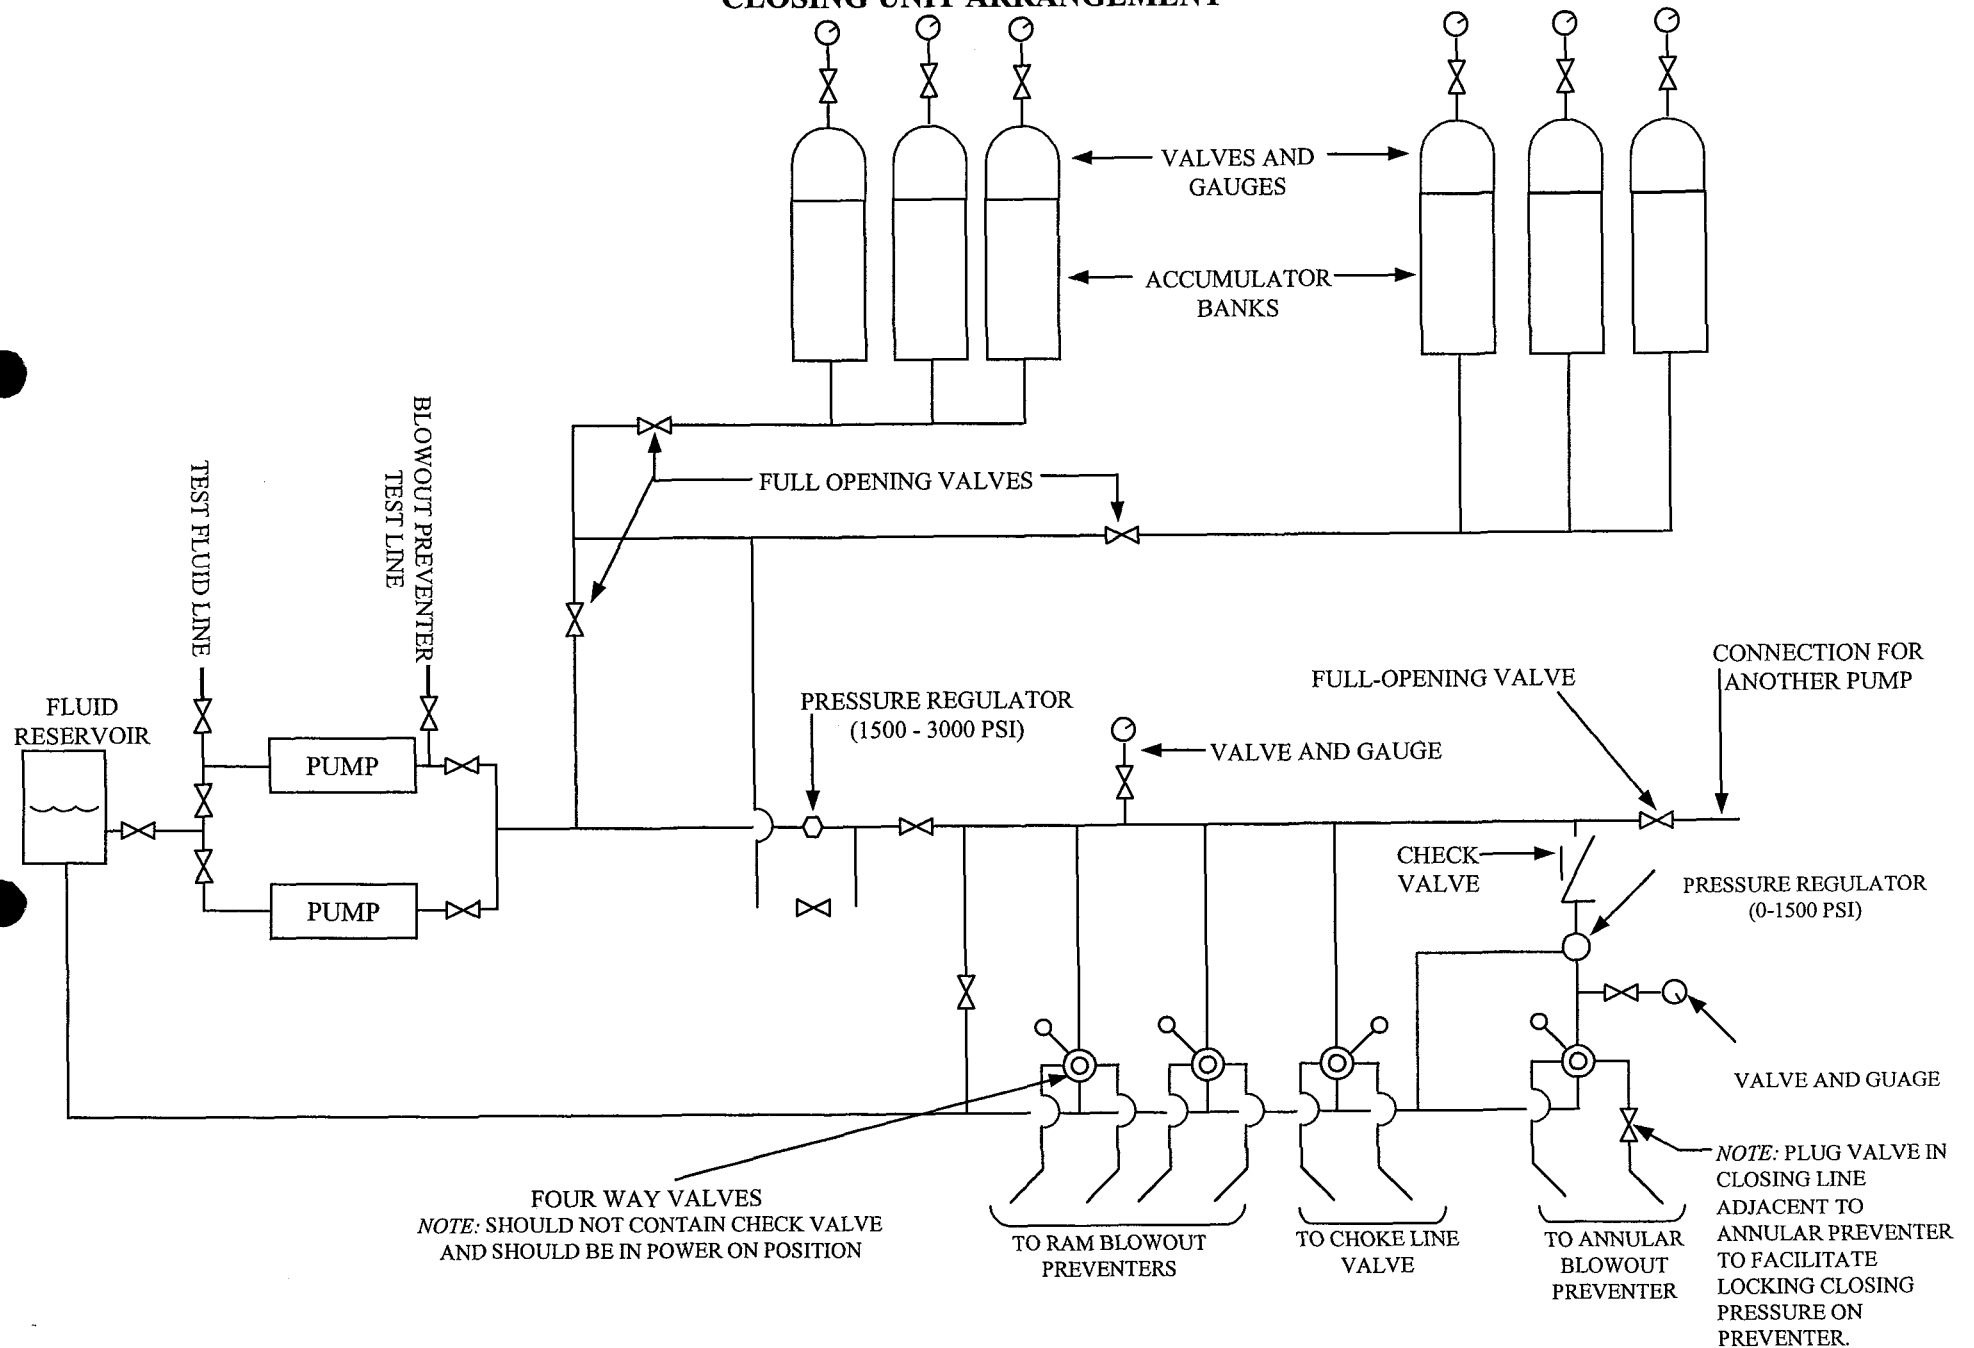 CLOSING UNIT ARRANGEMENT
VALVES AND
GAUGES
ACCUMULATOR
BANKS
BLOWOUT PREVENTER
TEST LINE
TEST FLUID LINE
FULL OPENING VALVES
FLUID
RESERVOIR
PUMP
PUMP
PRESSURE REGULATOR
(1500 - 3000 PSI)
VALVE AND GAUGE
FULL-OPENING VALVE
CONNECTION FOR
ANOTHER PUMP
CHECK
VALVE
PRESSURE REGULATOR
(0-1500 PSI)
VALVE AND GUAGE
FOUR WAY VALVES
NOTE: SHOULD NOT CONTAIN CHECK VALVE
AND SHOULD BE IN POWER ON POSITION
TO RAM BLOWOUT
PREVENTERS
TO CHOKE LINE
VALVE
TO ANNULAR
BLOWOUT
PREVENTER
NOTE: PLUG VALVE IN
CLOSING LINE
ADJACENT TO
ANNULAR PREVENTER
TO FACILITATE
LOCKING CLOSING
PRESSURE ON
PREVENTER.